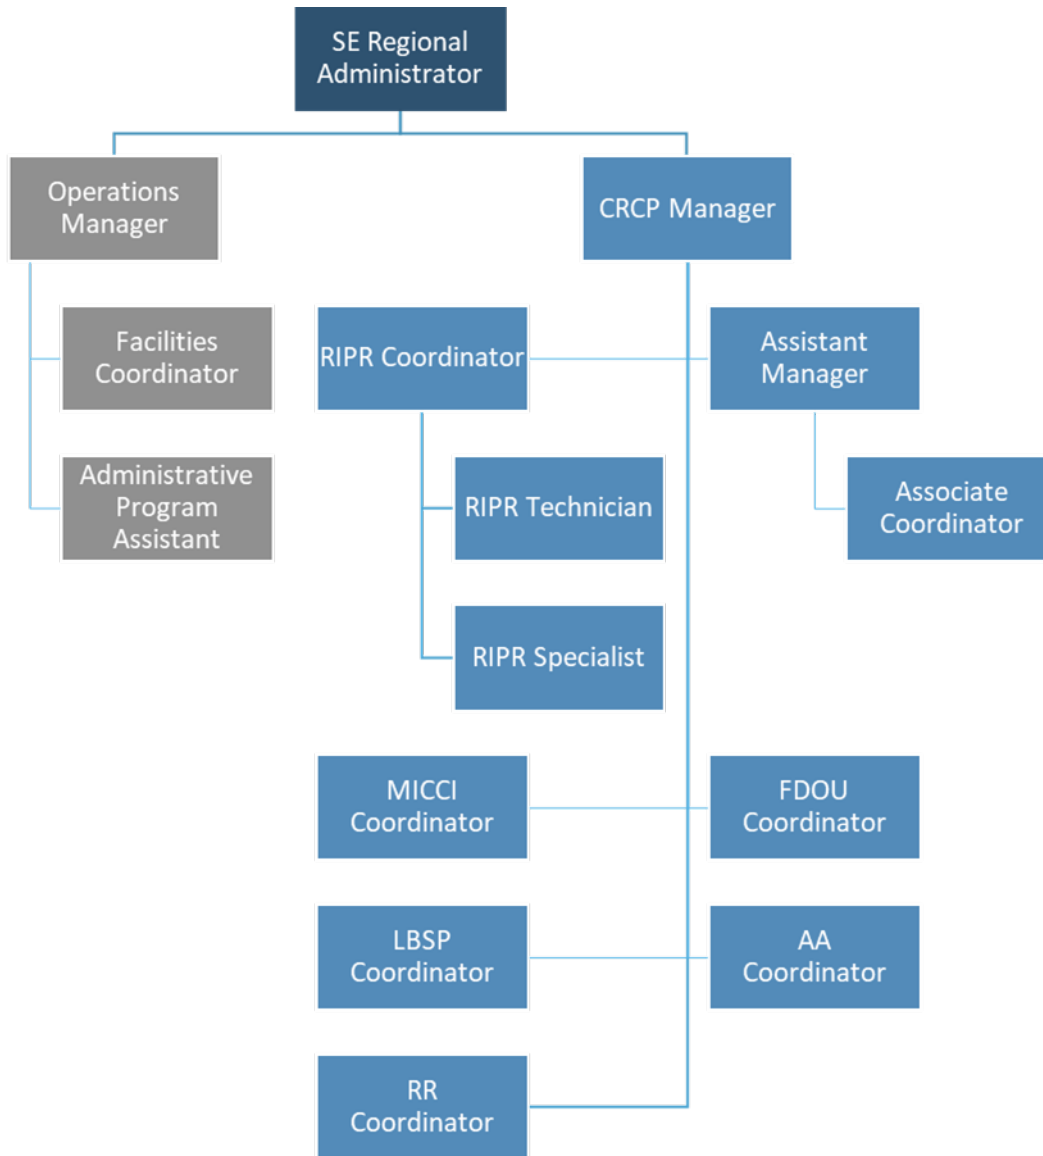 SE Regional
Administrator
Operations
Manager
CRCP Manager
Facilities
Coordinator
RIPR Coordinator
Assistant
Manager
Administrative
Program
Assistant
RIPR Technician
Associate
Coordinator
RIPR Specialist
MICCI
Coordinator
FDOU
Coordinator
LBSP
Coordinator
AA
Coordinator
RR
Coordinator